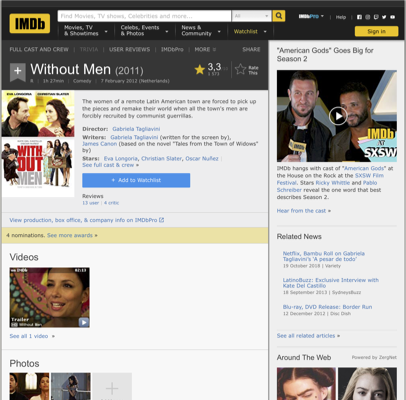 IMDb
Find Movies, TV shows, Celebrities and more...
All
IMDbPro
Help
Movies, TV & Showtimes
Celebs, Events & Photos
News & Community
Watchlist
Sign in
FULL CAST AND CREW | TRIVIA | USER REVIEWS | IMDbPro | MORE
SHARE
Without Men (2011)
1h 27min | Comedy | 7 February 2012 (Netherlands)
3,3
Rate This
EVA LONGORIA CHRISTIAN SLATER
WITH OUT MEN
The women of a remote Latin American town are forced to pick
up the pieces and remake their world when all the town's men are
forcibly recruited by communist guerrillas.
Director: Gabriela Tagliavini
Writers: Gabriela Tagliavini (written for the screen by),
James Canon (based on novel "Tales from the Town of Widows"
by)
Stars: Eva Longoria, Christian Slater, Oscar Nuñez
See full cast & crew »
+ Add to Watchlist
Reviews
13 user | 4 critic
View production, box office, & company info on IMDbPro
4 nominations. See more awards »
Videos
02:13
Trailer
HD Without Men
See all 1 video »
Photos
"American Gods" Goes Big for
Season 2
IMDb
AT
SXSW
IMDb hangs with cast of "American Gods" at
the House on the Rock at the SXSW Film
Festival. Stars Ricky Whittle and Pablo
Schreiber reveal the one word that best
describes Season 2.
Hear from the cast »
Related News
Netflix, Bambu Roll on Gabriela
Tagliavini's 'A pesar de todo'
19 October 2018 | Variety
LatinoBuzz: Exclusive Interview with
Kate Del Castillo
18 September 2013 | SydneysBuzz
Blu-ray, DVD Release: Border Run
12 December 2012 | Disc Dish
See all related articles »
Around The Web
Powered by ZergNet